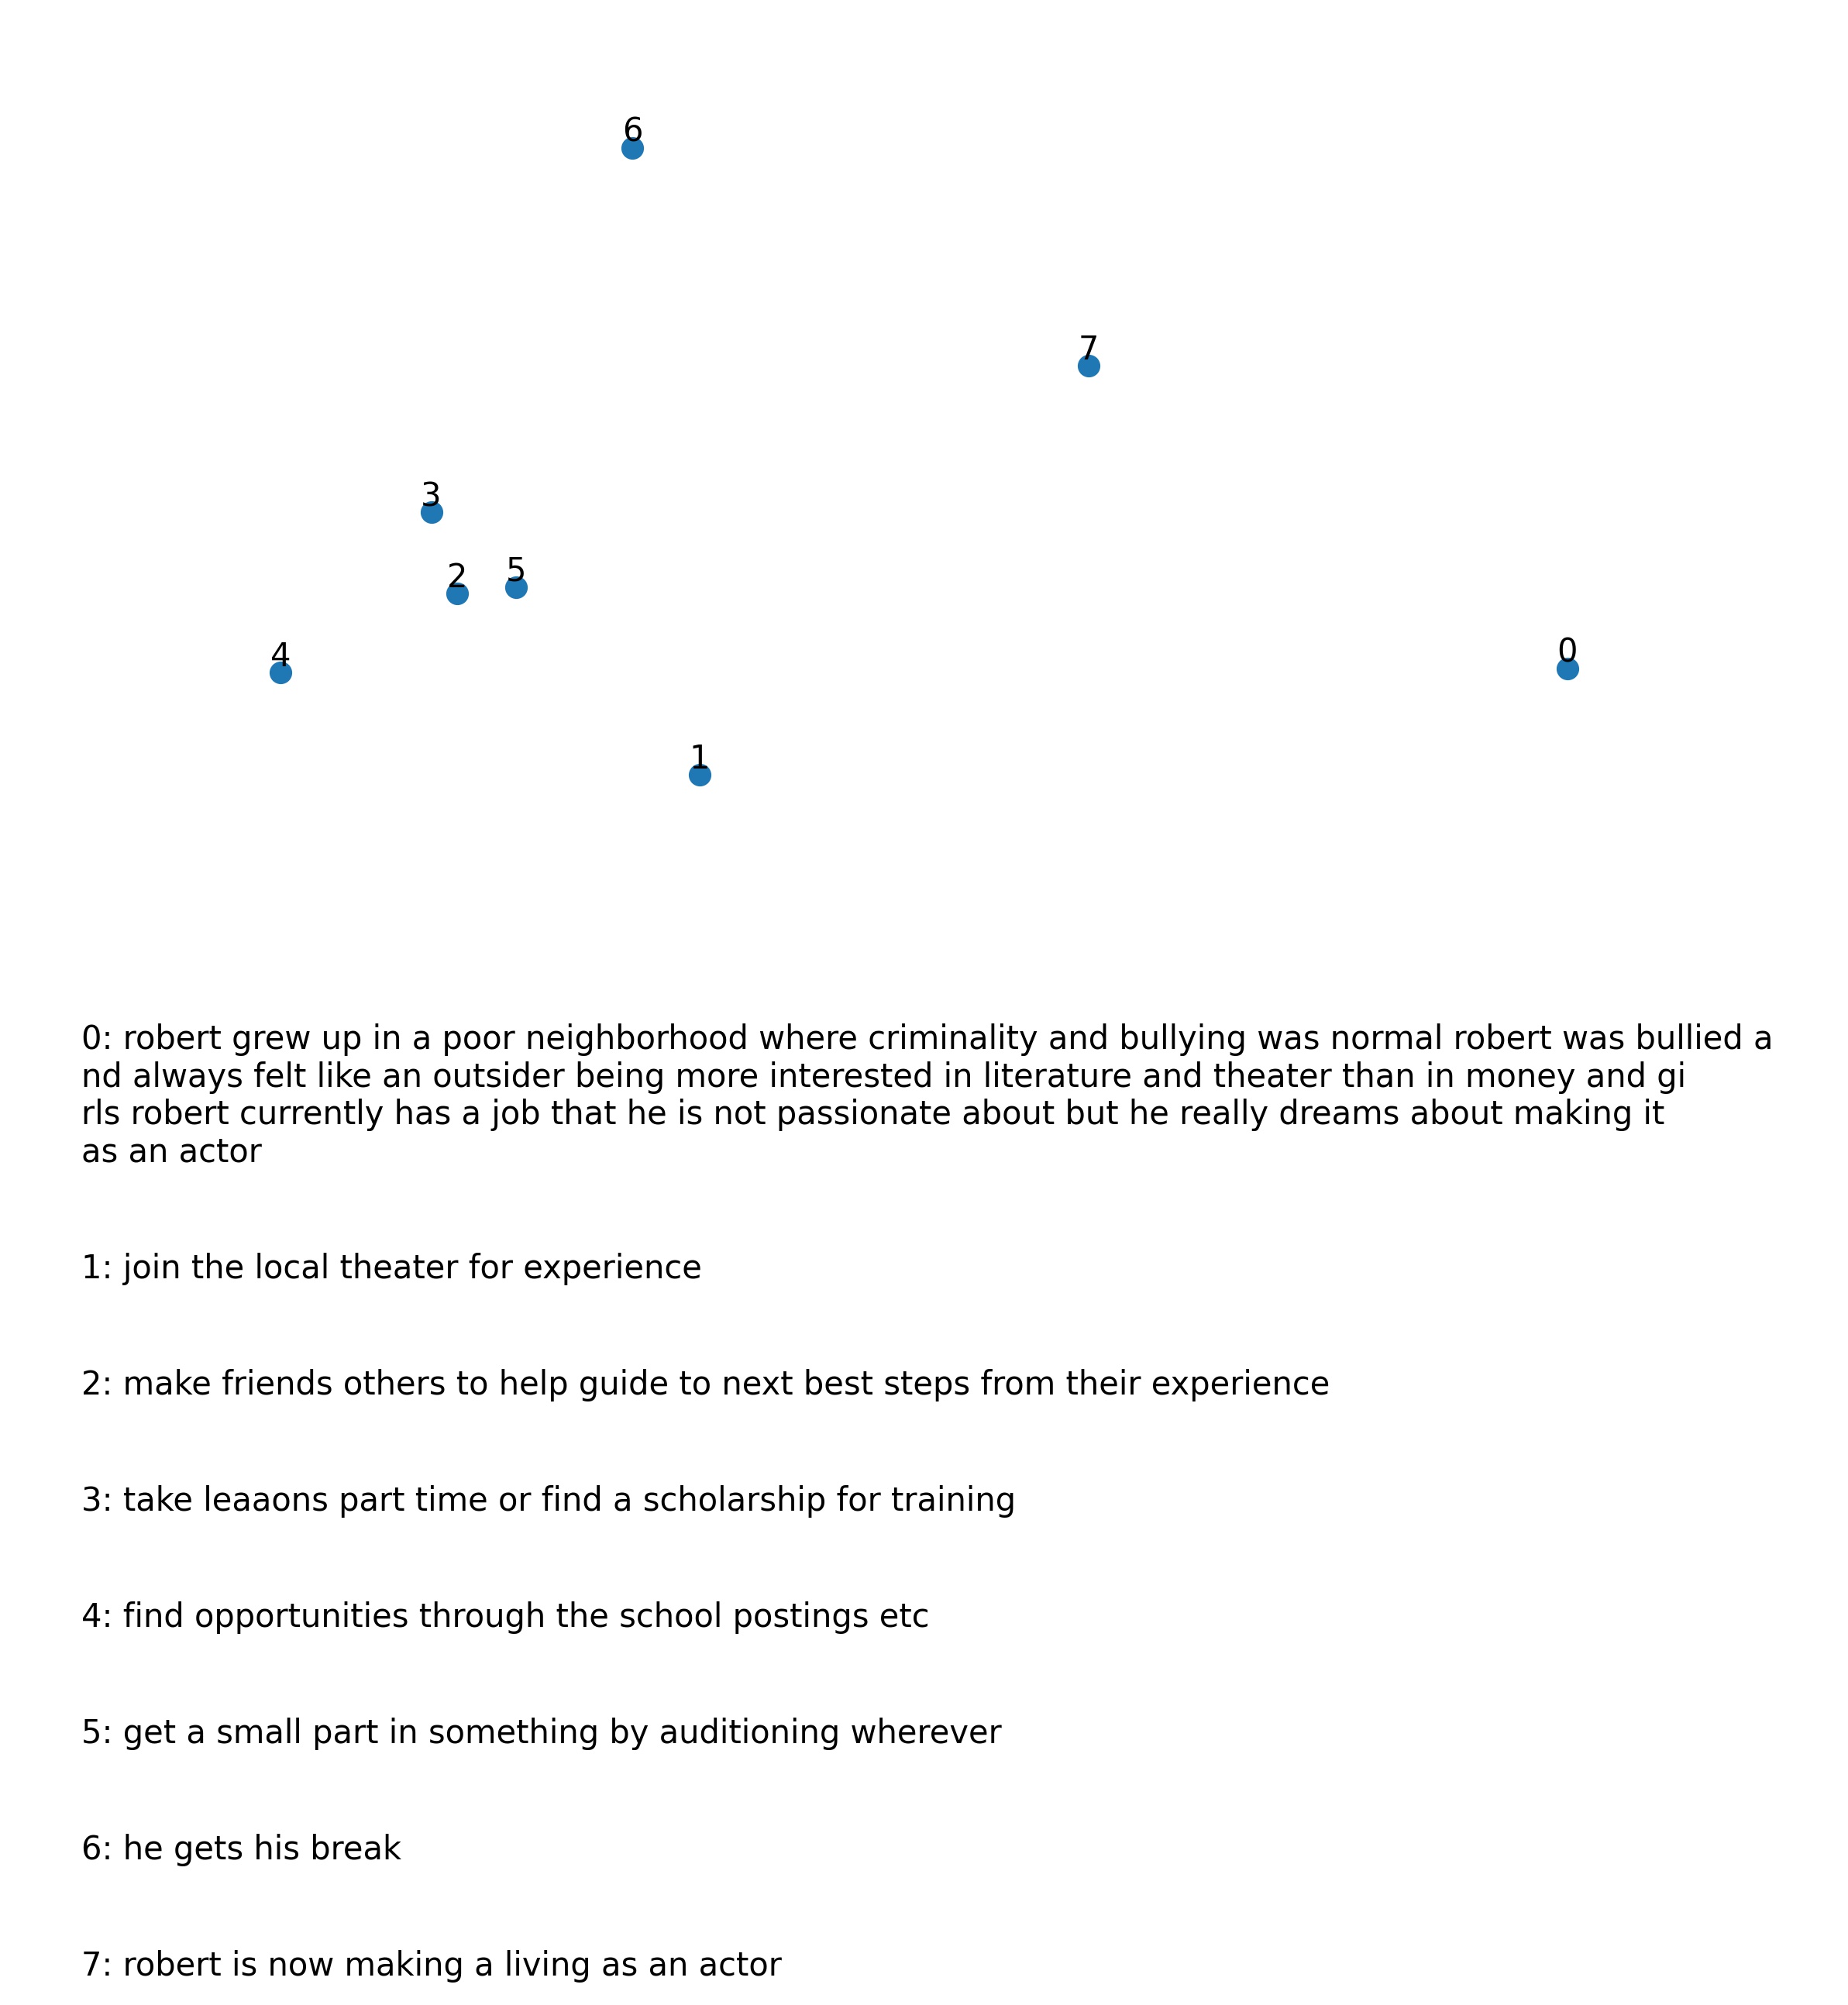 6
7
3
5
2
4
0
1
0: robert grew up in a poor neighborhood where criminality and bullying was normal robert was bullied a
nd always felt like an outsider being more interested in literature and theater than in money and gi
rls robert currently has a job that he is not passionate about but he really dreams about making it
as an actor
1: join the local theater for experience
2: make friends others to help guide to next best steps from their experience
3: take leaaons part time or find a scholarship for training
4: find opportunities through the school postings etc
5: get a small part in something by auditioning wherever
6: he gets his break
7: robert is now making a living as an actor